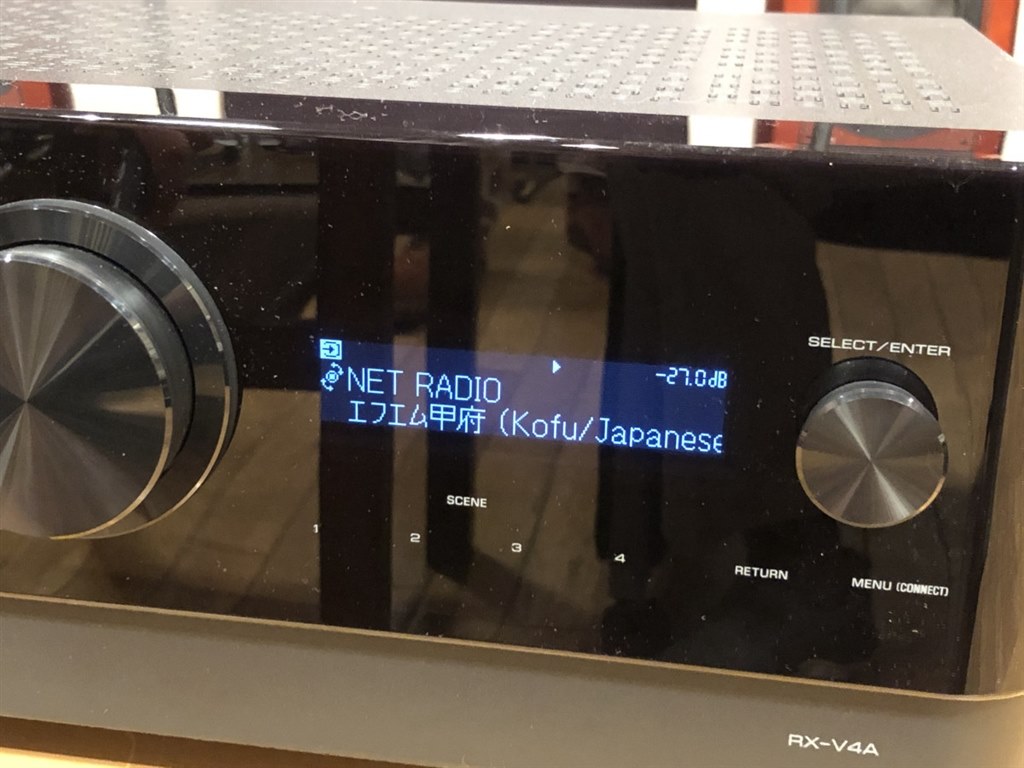 SELECT/ENTER
-27.0dB
NET RADIO
エフエム甲府 (Kofu/Japanese
SCENE
1
2
3
4
RETURN
MENU (CONNECT)
RX-V4A